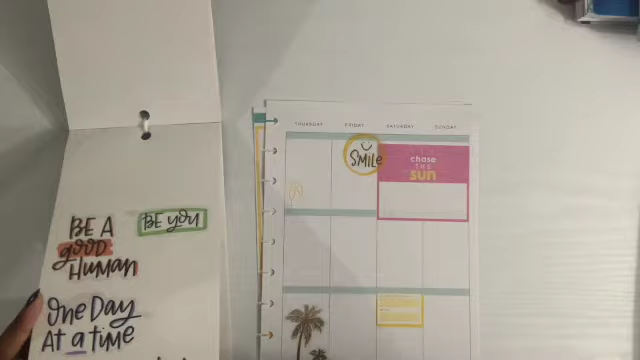 BE A
good
HUMAN
BE YOU
One Day
At a Time
THURSDAY FRIDAY SATURDAY SUNDAY
SMILE
chase
THE
sun